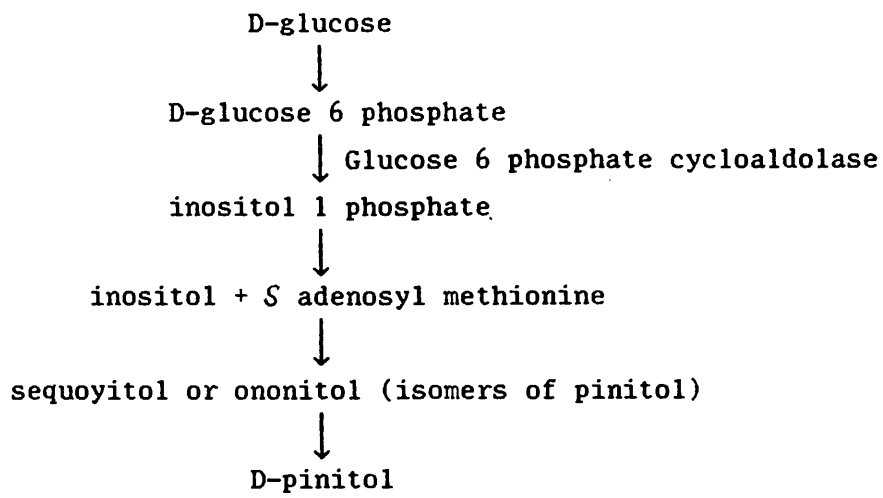 D-glucose
D-glucose 6 phosphate
Glucose 6 phosphate cycloaldolase
inositol 1 phosphate
inositol + S adenosyl methionine
sequoyitol or ononitol (isomers of pinitol)
D-pinitol